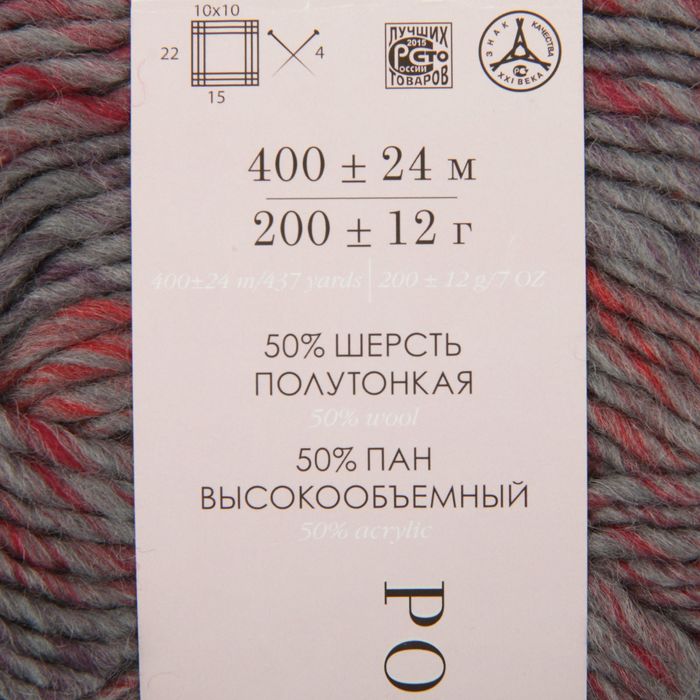 10x10
22
4
15
ЛУЧШИХ
2015
СТО
РОССИИ
ТОВАРОВ
ЗНАК КАЧЕСТВА
XXI ВЕКА
400 ± 24 м
200 ± 12 г
400±24 m/437 yards | 200 ± 12 g/7 OZ
50% ШЕРСТЬ
ПОЛУТОНКАЯ
50% wool
50% ПАН
ВЫСОКООБЪЕМНЫЙ
50% acrylic
РО